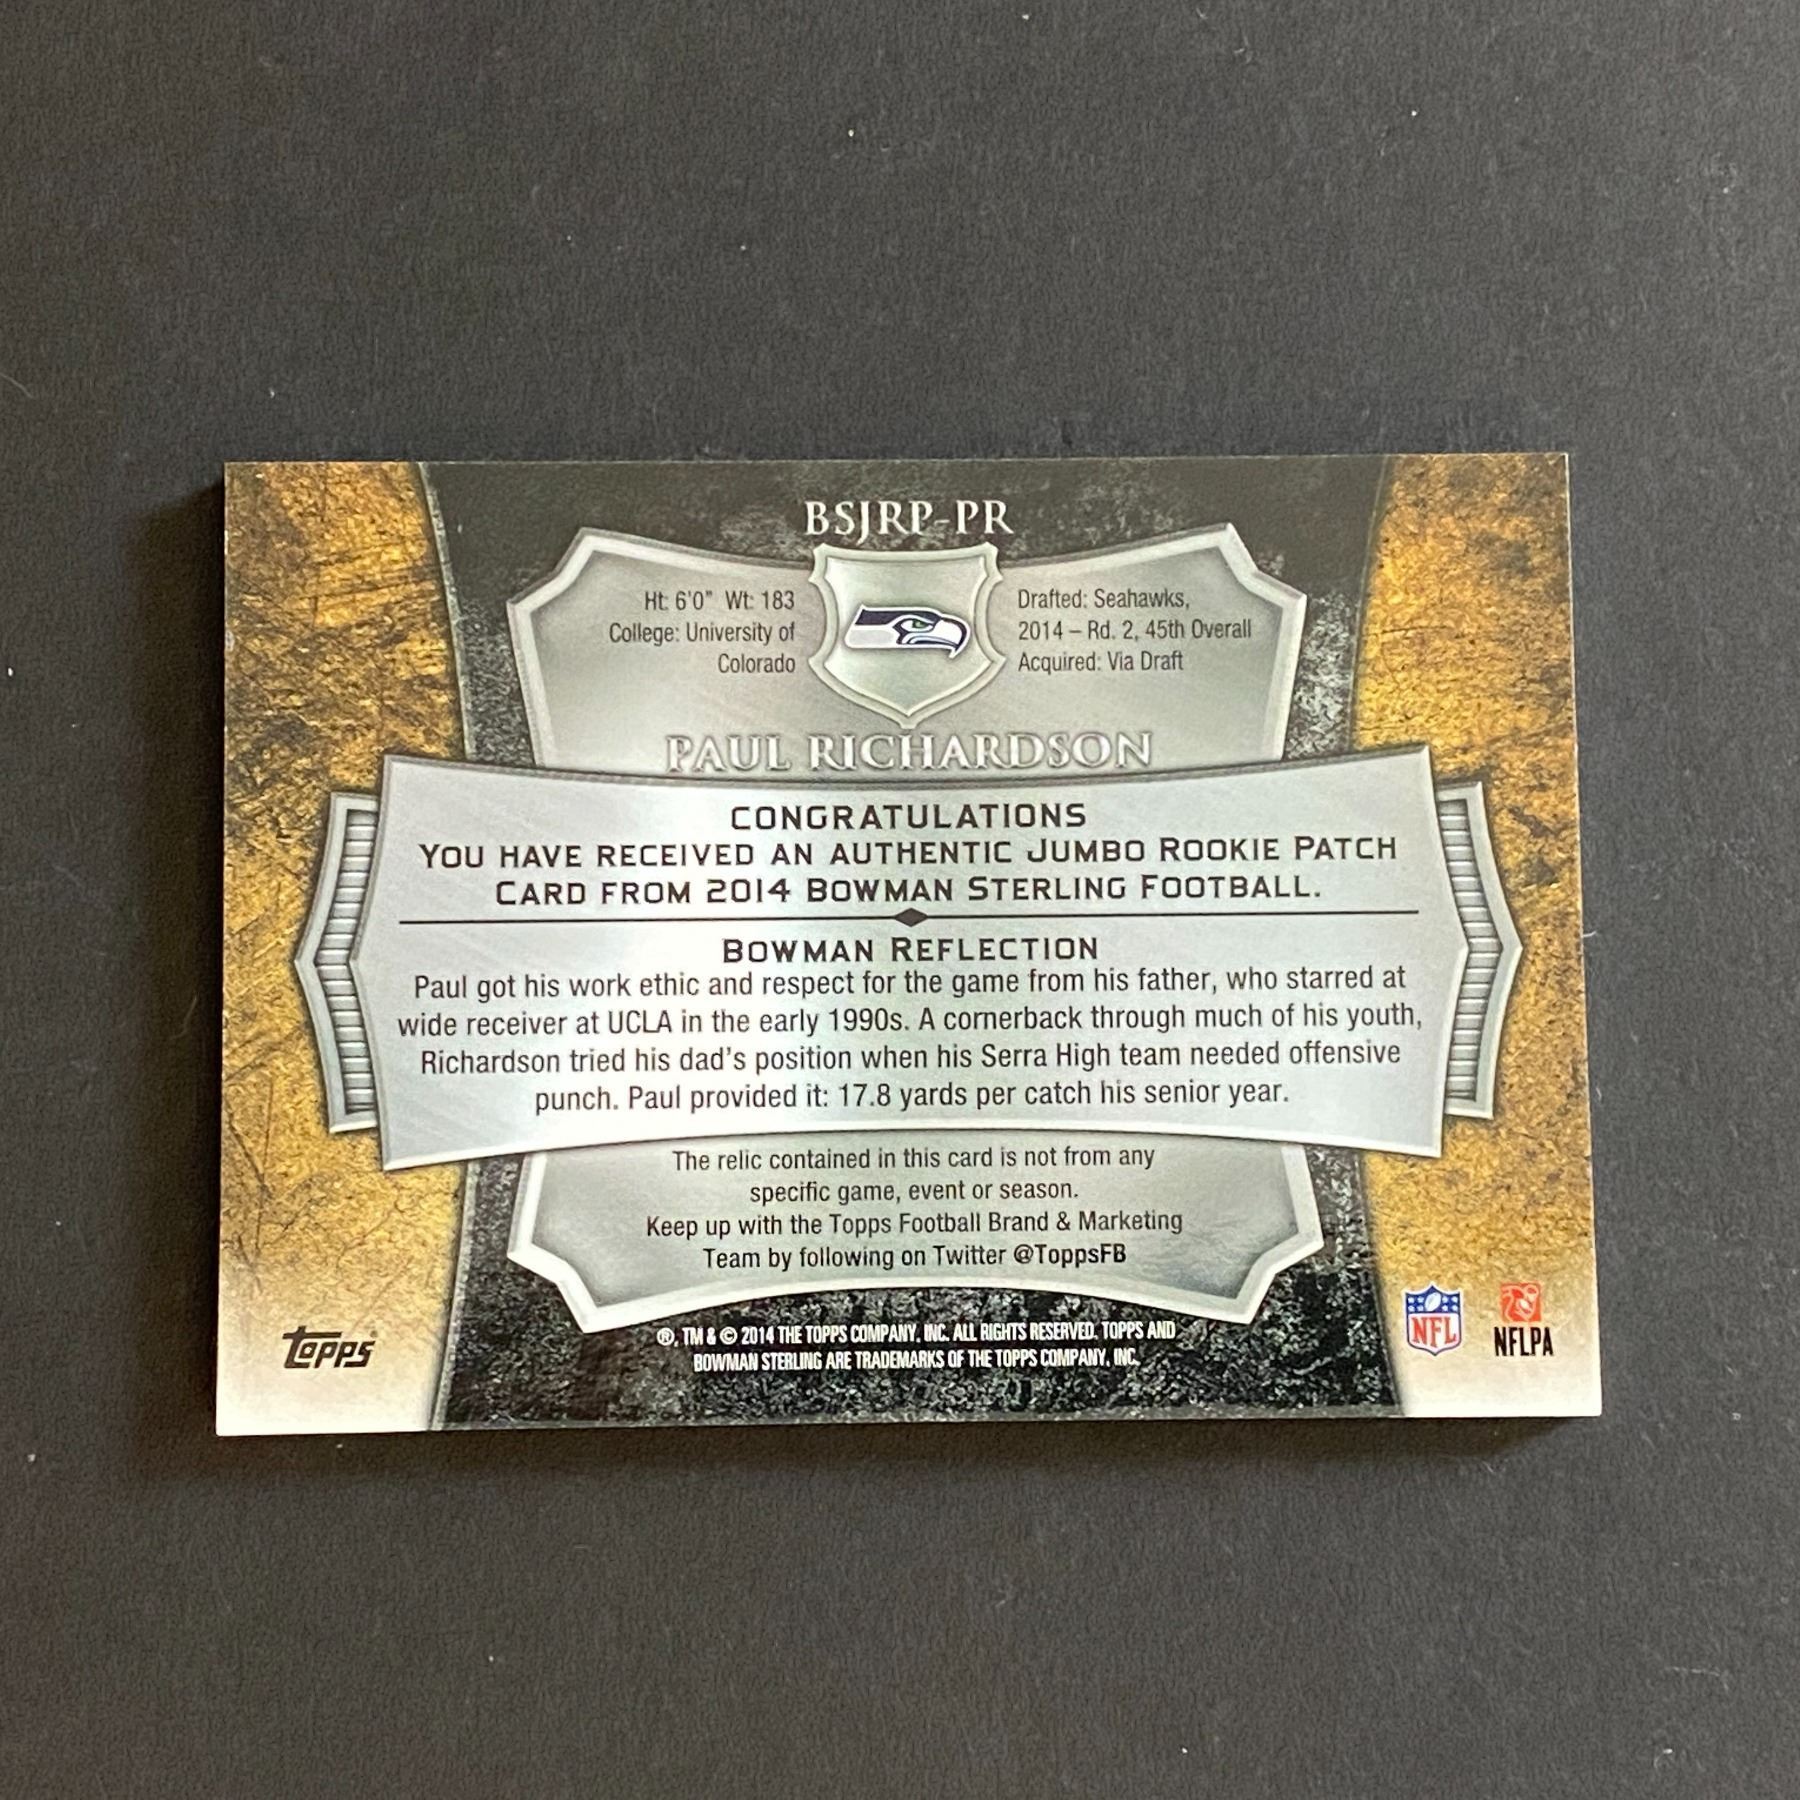 BSJRP-PR
Ht: 6'0" Wt: 183
College: University of
Colorado
Drafted: Seahawks,
2014 – Rd. 2, 45th Overall
Acquired: Via Draft
PAUL RICHARDSON
CONGRATULATIONS
YOU HAVE RECEIVED AN AUTHENTIC JUMBO ROOKIE PATCH
CARD FROM 2014 BOWMAN STERLING FOOTBALL.
BOWMAN REFLECTION
Paul got his work ethic and respect for the game from his father, who starred at
wide receiver at UCLA in the early 1990s. A cornerback through much of his youth,
Richardson tried his dad's position when his Serra High team needed offensive
punch. Paul provided it: 17.8 yards per catch his senior year.
The relic contained in this card is not from any
specific game, event or season.
Keep up with the Topps Football Brand & Marketing
Team by following on Twitter @ToppsFB
®, TM & © 2014 THE TOPPS COMPANY, INC. ALL RIGHTS RESERVED. TOPPS AND
BOWMAN STERLING ARE TRADEMARKS OF THE TOPPS COMPANY, INC.
Topps
NFL
NFLPA